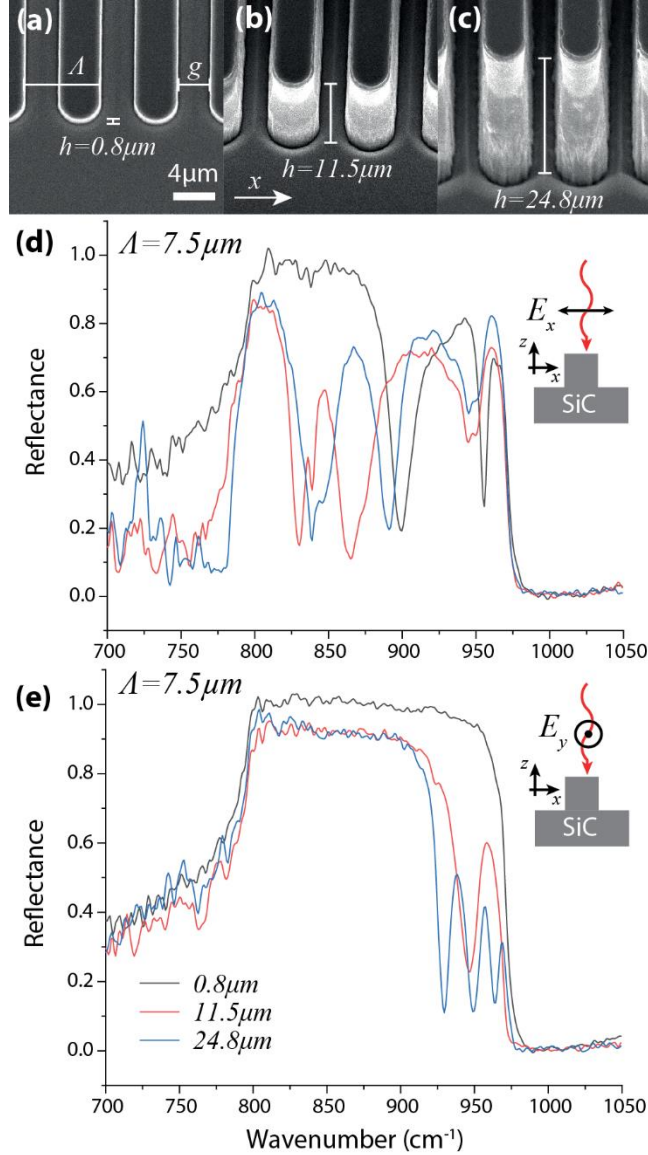 (a) (b) (c)
Λ g
h=0.8μm h=11.5μm h=24.8μm
4μm x
(d) Λ=7.5μm
1.0
0.8
0.6
0.4
0.2
0.0
Reflectance
E_x
z
x
SiC
700 750 800 850 900 950 1000 1050
(e) Λ=7.5μm
1.0
0.8
0.6
0.4
0.2
0.0
Reflectance
E_y
z
x
SiC
0.8μm
11.5μm
24.8μm
700 750 800 850 900 950 1000 1050
Wavenumber (cm⁻¹)